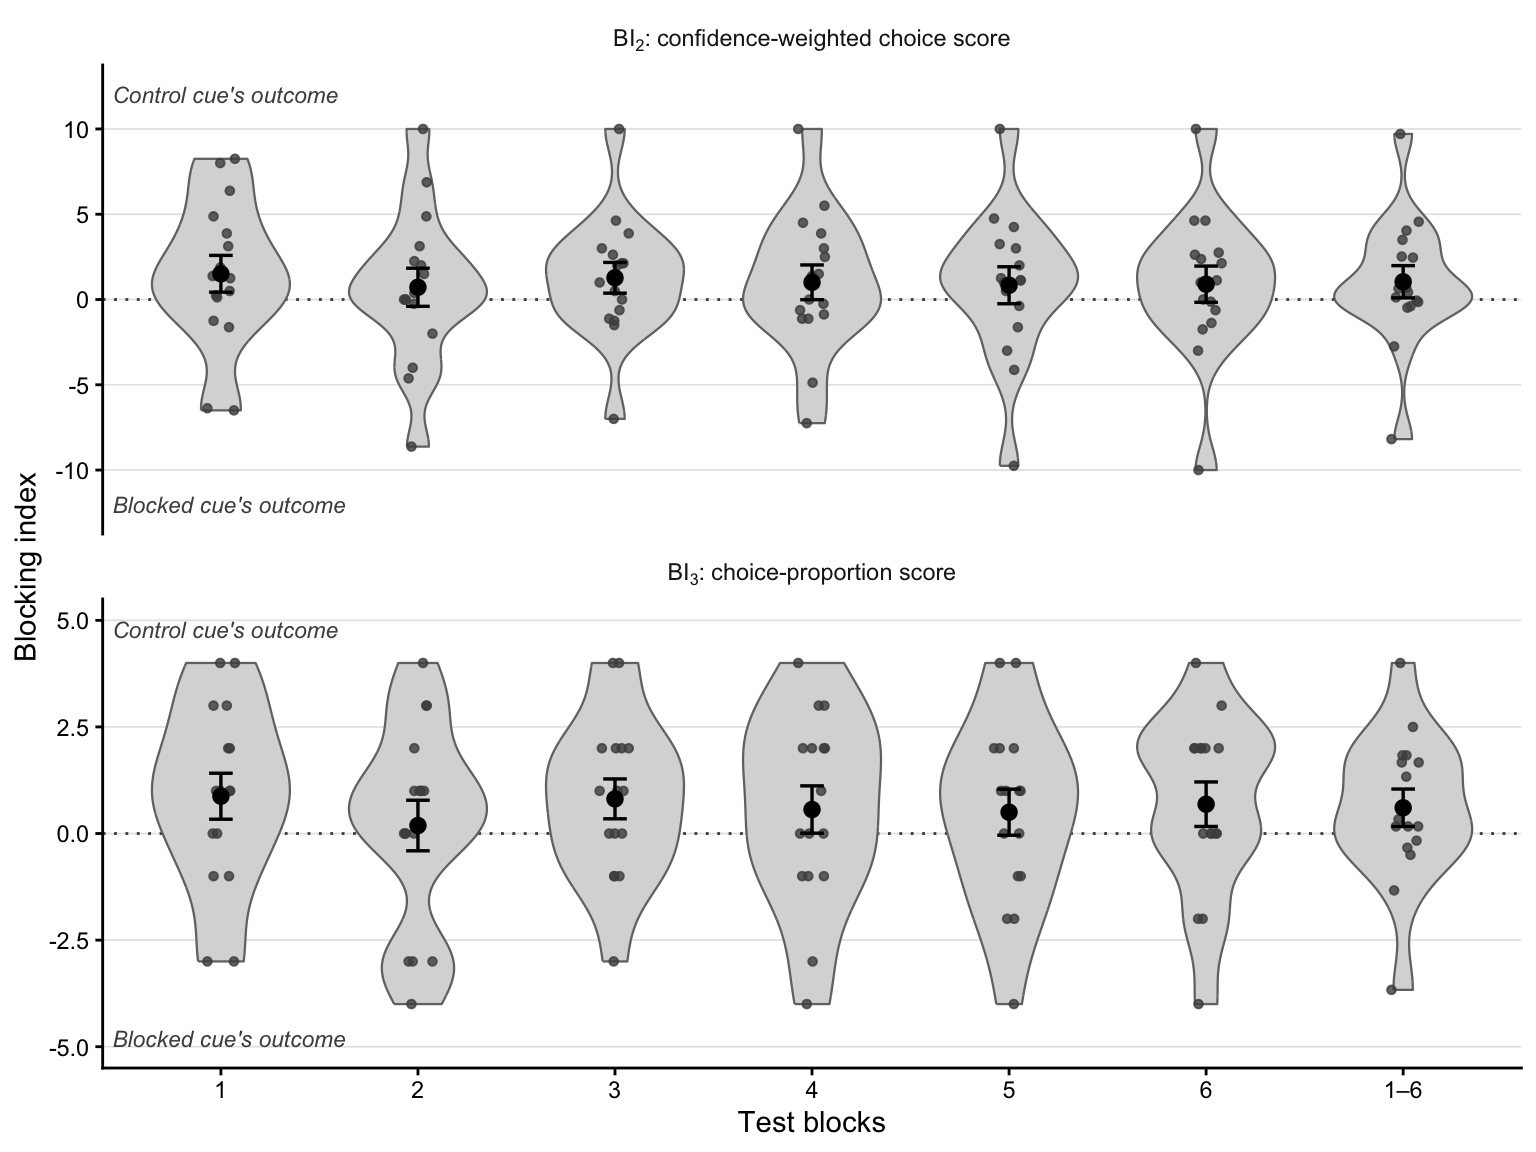 BI₂: confidence-weighted choice score
Control cue's outcome
10
5
0
-5
-10
Blocked cue's outcome
Blocking index
BI₃: choice-proportion score
5.0
Control cue's outcome
2.5
0.0
-2.5
Blocked cue's outcome
-5.0
1 2 3 4 5 6 1–6
Test blocks